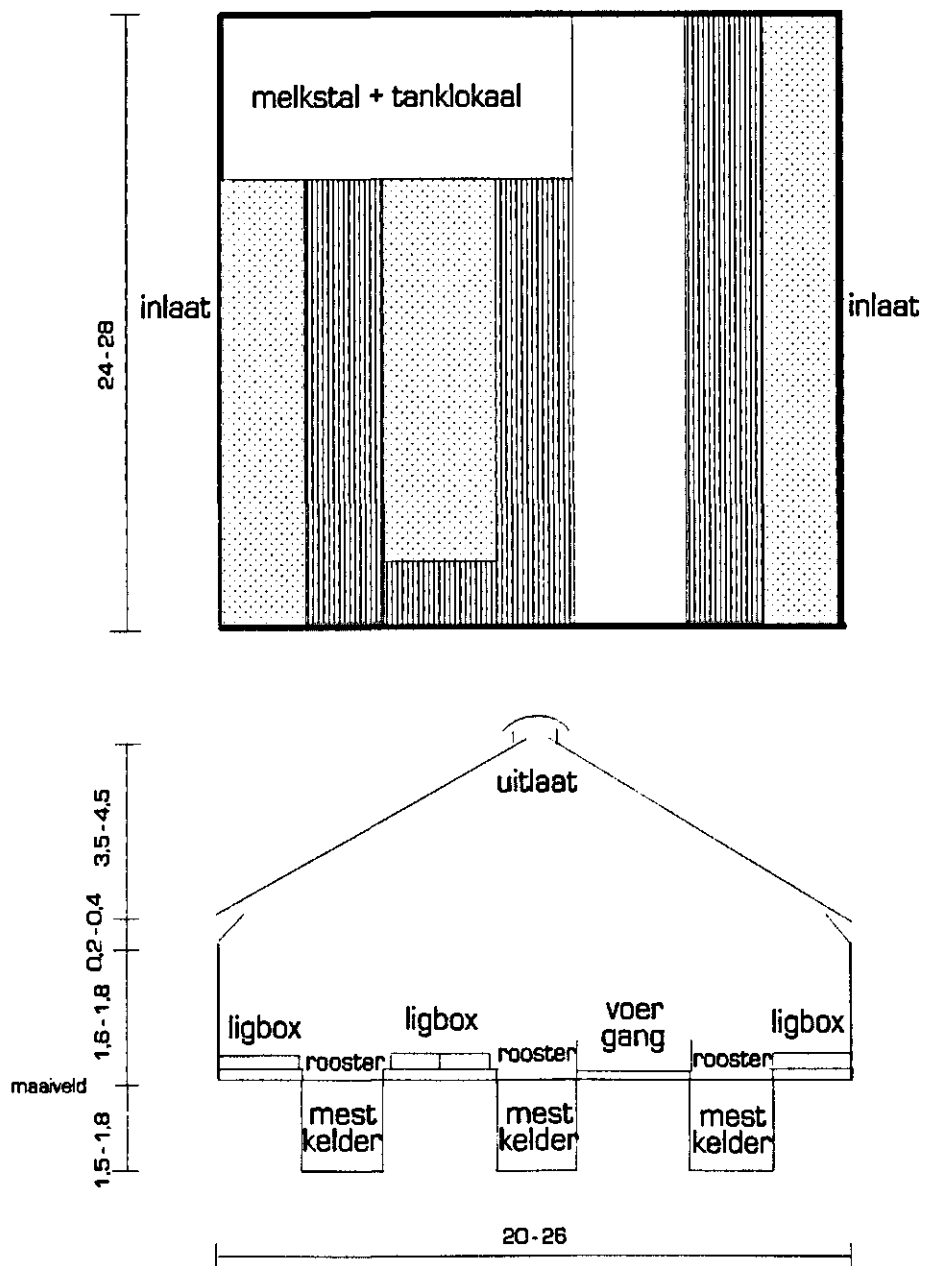 melkstal + tanklokaal
inlaat
inlaat
24-28
uitlaat
3.5-4.5
0.2-0.4
1.6-1.8
ligbox
ligbox
voer
gang
ligbox
rooster
rooster
rooster
maaiveld
mest
kelder
mest
kelder
mest
kelder
1.5-1.8
20-26